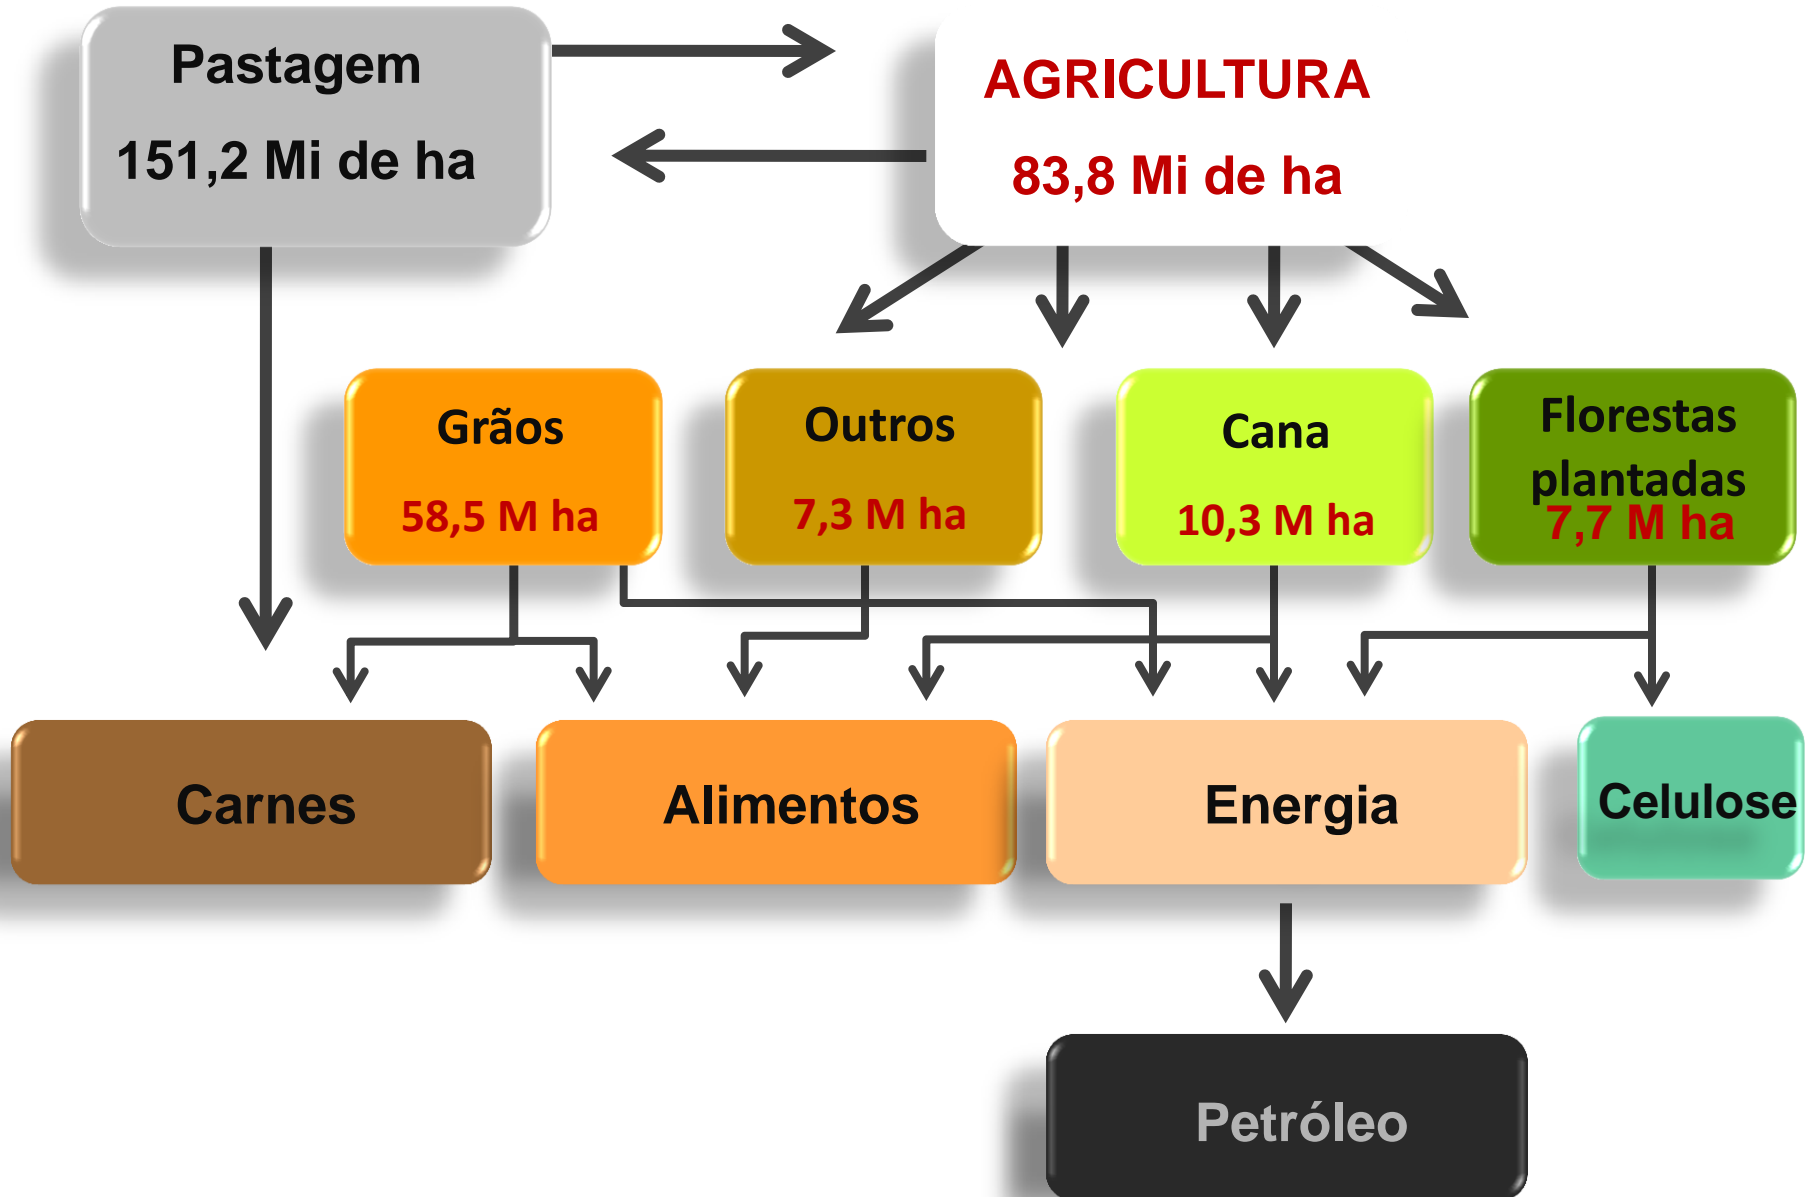 Pastagem
151,2 Mi de ha
AGRICULTURA
83,8 Mi de ha
Grãos
58,5 M ha
Outros
7,3 M ha
Cana
10,3 M ha
Florestas
plantadas
7,7 M ha
Carnes
Alimentos
Energia
Celulose
Petróleo